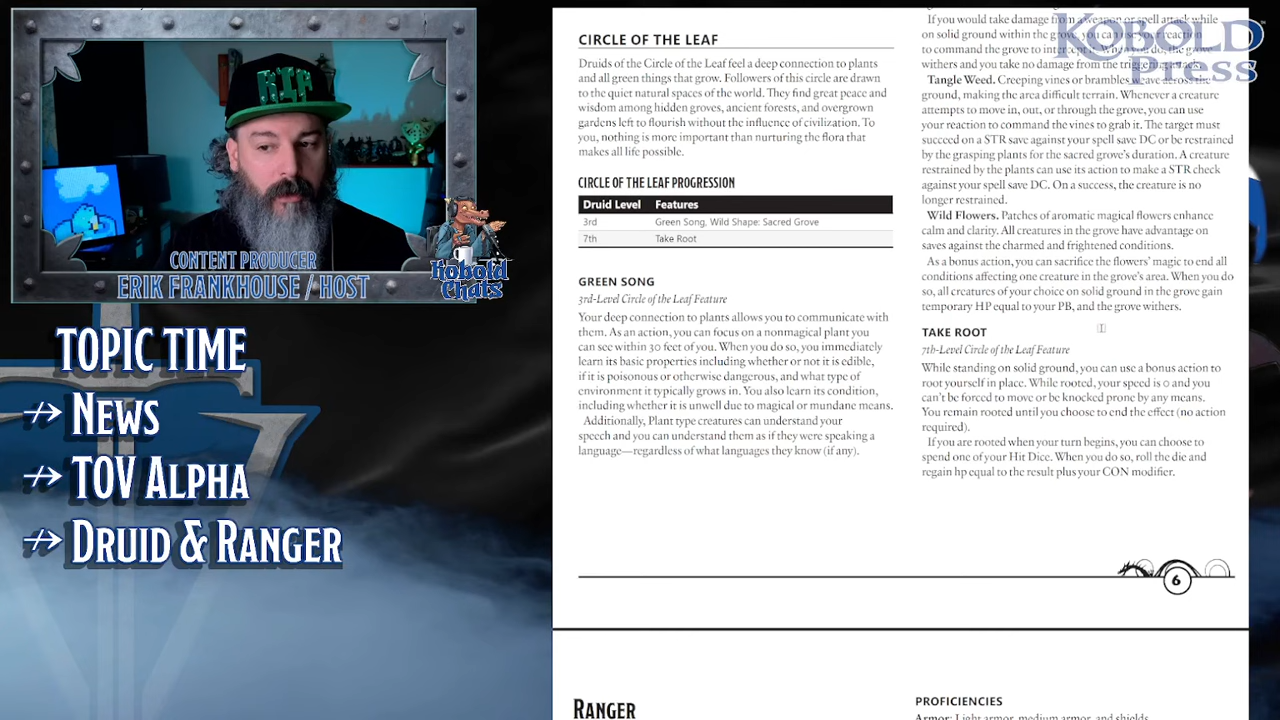 CONTENT PRODUCER
ERIK FRANKHOUSE / HOST
Kobold
Chats
TOPIC TIME
News
TOV Alpha
Druid & Ranger
CIRCLE OF THE LEAF
Druids of the Circle of the Leaf feel a deep connection to plants
and all green things that grow. Followers of this circle are drawn
to the quiet natural spaces of the world. They find great peace and
wisdom among hidden groves, ancient forests, and overgrown
gardens left to flourish without the influence of civilization. To
you, nothing is more important than nurturing the flora that
makes all life possible.
CIRCLE OF THE LEAF PROGRESSION
Druid Level Features
3rd Green Song, Wild Shape: Sacred Grove
7th Take Root
GREEN SONG
3rd-Level Circle of the Leaf Feature
Your deep connection to plants allows you to communicate with
them. As an action, you can focus on a nonmagical plant you
can see within 30 feet of you. When you do so, you immediately
learn its basic properties including whether or not it is edible,
if it is poisonous or otherwise dangerous, and what type of
environment it typically grows in. You also learn its condition,
including whether it is unwell due to magical or mundane means.
Additionally, Plant type creatures can understand your
speech and you can understand them as if they were speaking a
language—regardless of what languages they know (if any).
If you would take damage from a weapon or spell attack while
on solid ground within the grove, you can use your reaction
to command the grove to intercept it. When you do, the grove
withers and you take no damage from the triggering attack.
Tangle Weed. Creeping vines or brambles weave across the
ground, making the area difficult terrain. Whenever a creature
attempts to move in, out, or through the grove, you can use
your reaction to command the vines to grab it. The target must
succeed on a STR save against your spell save DC or be restrained
by the grasping plants for the sacred grove's duration. A creature
restrained by the plants can use its action to make a STR check
against your spell save DC. On a success, the creature is no
longer restrained.
Wild Flowers. Patches of aromatic magical flowers enhance
calm and clarity. All creatures in the grove have advantage on
saves against the charmed and frightened conditions.
As a bonus action, you can sacrifice the flowers' magic to end all
conditions affecting one creature in the grove's area. When you do
so, all creatures of your choice on solid ground in the grove gain
temporary HP equal to your PB, and the grove withers.
TAKE ROOT
7th-Level Circle of the Leaf Feature
While standing on solid ground, you can use a bonus action to
root yourself in place. While rooted, your speed is 0 and you
can't be forced to move or be knocked prone by any means.
You remain rooted until you choose to end the effect (no action
required).
If you are rooted when your turn begins, you can choose to
spend one of your Hit Dice. When you do so, roll the die and
regain hp equal to the result plus your CON modifier.
6
RANGER
PROFICIENCIES
Armor: Light armor, medium armor, and shields
KOBOLD
Press